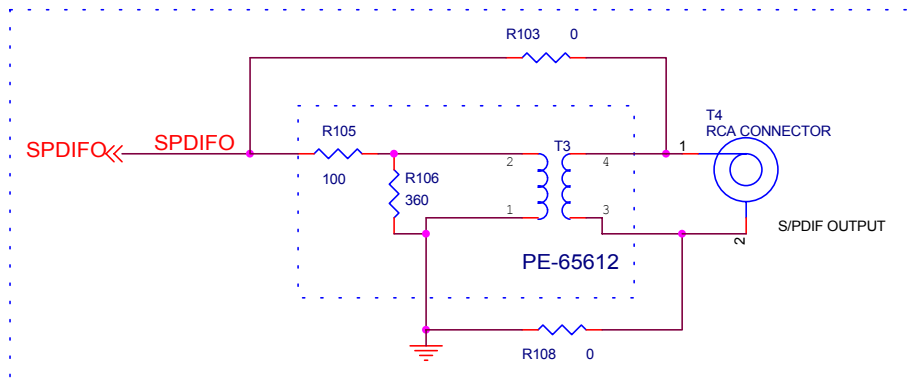 R103 0
T4
RCA CONNECTOR
SPDIFO SPDIFO
R105
100
R106
360
T3
2
4
1
1
3
2
S/PDIF OUTPUT
PE-65612
R108 0